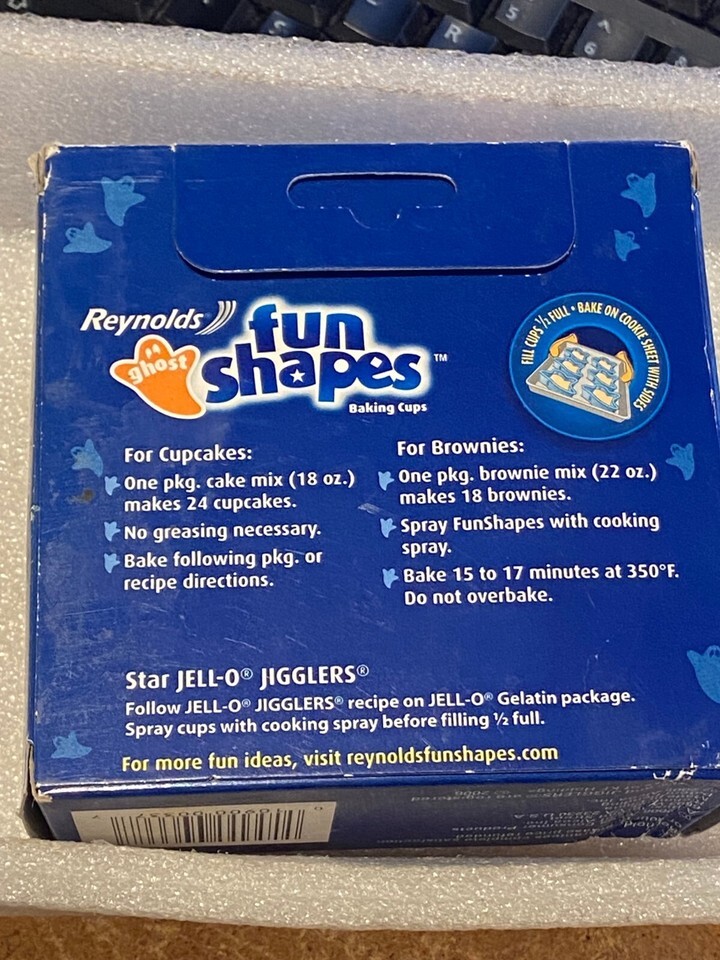 5
R
6
Reynolds
ghost
fun
shapes™
Baking Cups
FILL CUPS ½ FULL • BAKE ON COOKIE SHEET WITH SIDES
For Cupcakes:
One pkg. cake mix (18 oz.)
makes 24 cupcakes.
No greasing necessary.
Bake following pkg. or
recipe directions.
For Brownies:
One pkg. brownie mix (22 oz.)
makes 18 brownies.
Spray FunShapes with cooking
spray.
Bake 15 to 17 minutes at 350°F.
Do not overbake.
Star JELL-O® JIGGLERS®
Follow JELL-O® JIGGLERS® recipe on JELL-O® Gelatin package.
Spray cups with cooking spray before filling ½ full.
For more fun ideas, visit reynoldsfunshapes.com